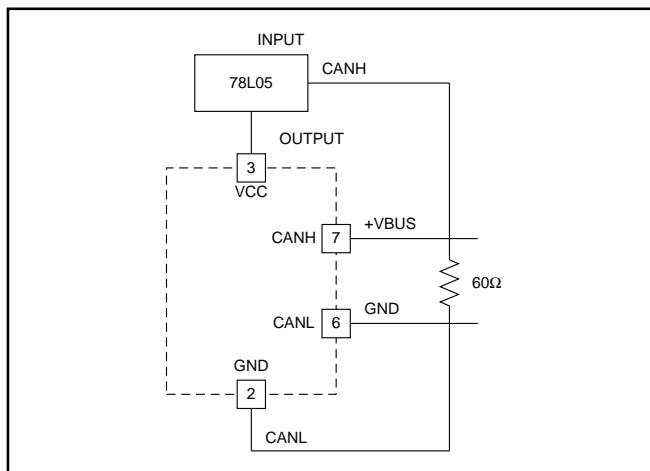 INPUT
78L05
CANH
OUTPUT
3
VCC
+VBUS
CANH
7
60Ω
GND
CANL
6
GND
2
CANL